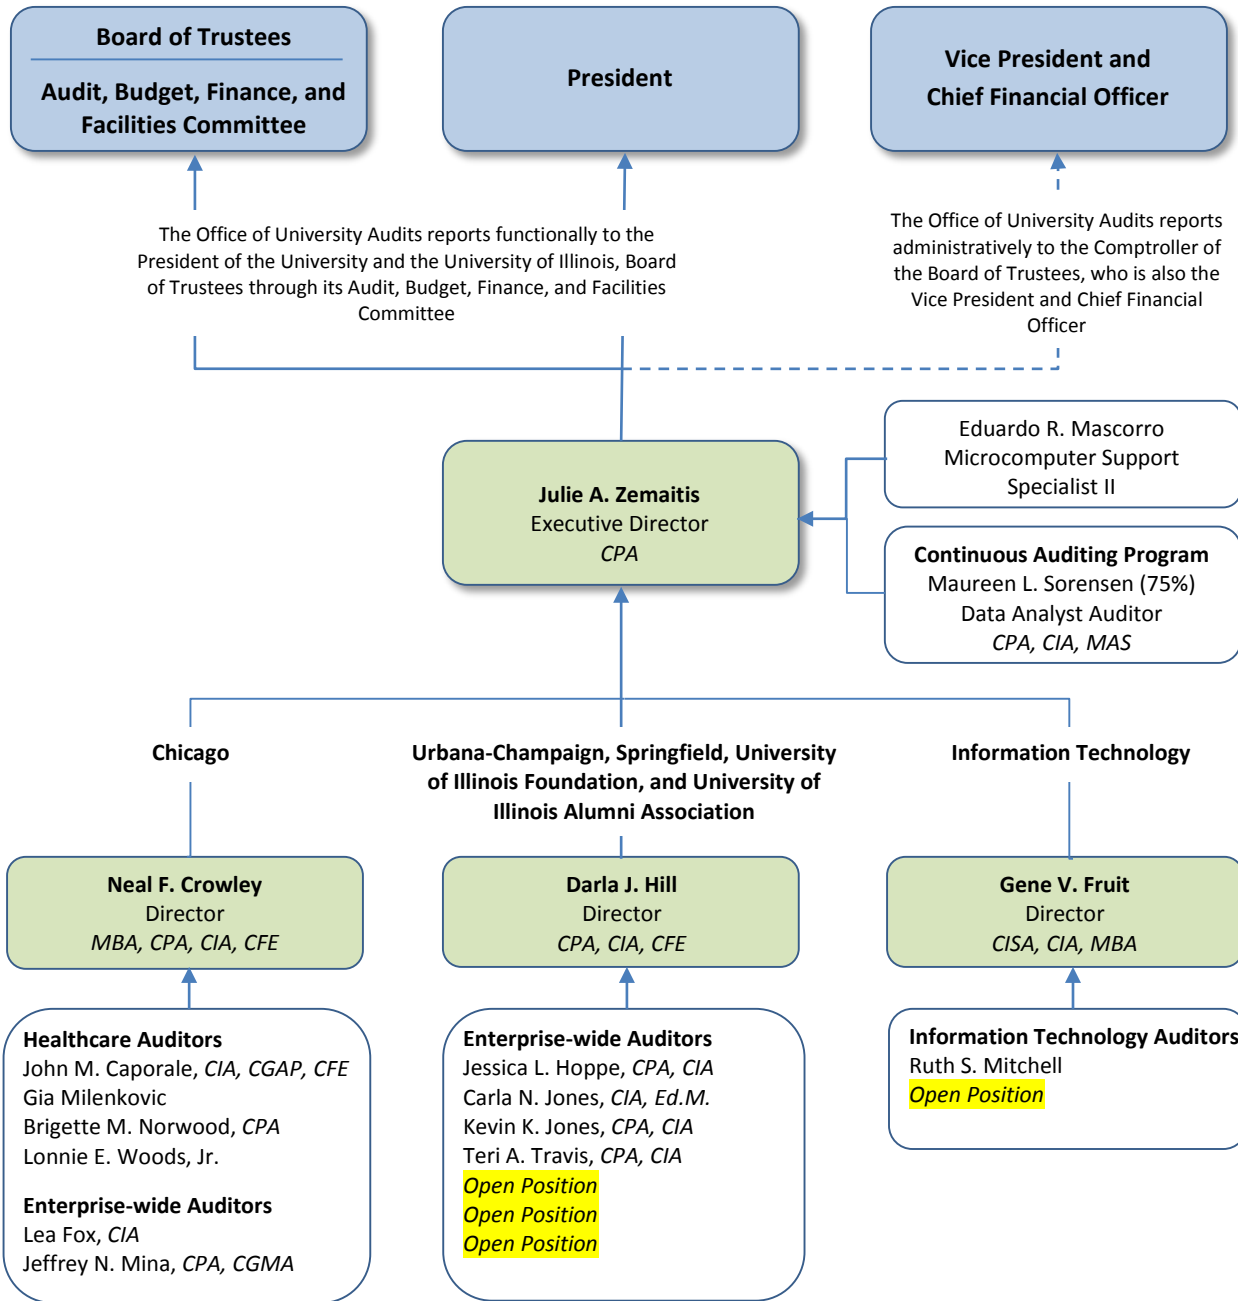 Board of Trustees
Audit, Budget, Finance, and
Facilities Committee
President
Vice President and
Chief Financial Officer
The Office of University Audits reports functionally to the
President of the University and the University of Illinois, Board
of Trustees through its Audit, Budget, Finance, and Facilities
Committee
The Office of University Audits reports
administratively to the Comptroller of
the Board of Trustees, who is also the
Vice President and Chief Financial
Officer
Eduardo R. Mascorro
Microcomputer Support
Specialist II
Julie A. Zemaitis
Executive Director
CPA
Continuous Auditing Program
Maureen L. Sorensen (75%)
Data Analyst Auditor
CPA, CIA, MAS
Chicago
Urbana-Champaign, Springfield, University
of Illinois Foundation, and University of
Illinois Alumni Association
Information Technology
Neal F. Crowley
Director
MBA, CPA, CIA, CFE
Darla J. Hill
Director
CPA, CIA, CFE
Gene V. Fruit
Director
CISA, CIA, MBA
Healthcare Auditors
John M. Caporale, CIA, CGAP, CFE
Gia Milenkovic
Brigette M. Norwood, CPA
Lonnie E. Woods, Jr.
Enterprise-wide Auditors
Lea Fox, CIA
Jeffrey N. Mina, CPA, CGMA
Enterprise-wide Auditors
Jessica L. Hoppe, CPA, CIA
Carla N. Jones, CIA, Ed.M.
Kevin K. Jones, CPA, CIA
Teri A. Travis, CPA, CIA
Open Position
Open Position
Open Position
Information Technology Auditors
Ruth S. Mitchell
Open Position